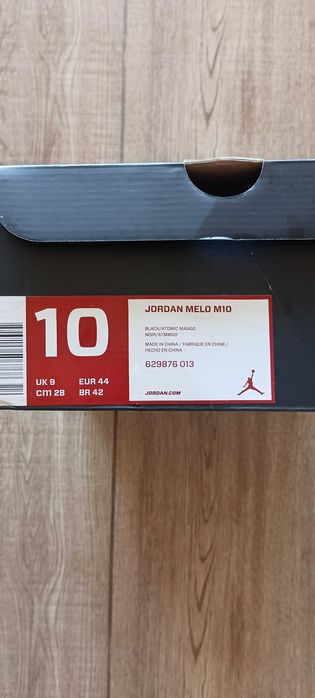 10
UK 9 EUR 44
cm 28 BR 42
JORDAN MELO M10
BLACK/ATOMIC MANGO
NOIR/ATMMGO
MADE IN CHINA / FABRIQUE EN CHINE /
HECHO EN CHINA
629876 013
JORDAN.COM